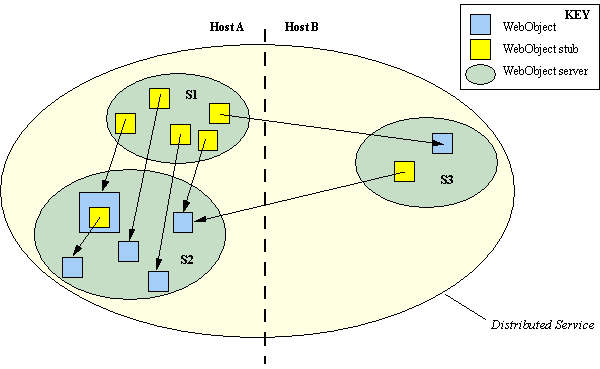 Host A
Host B
KEY
WebObject
WebObject stub
WebObject server
S1
S3
S2
Distributed Service